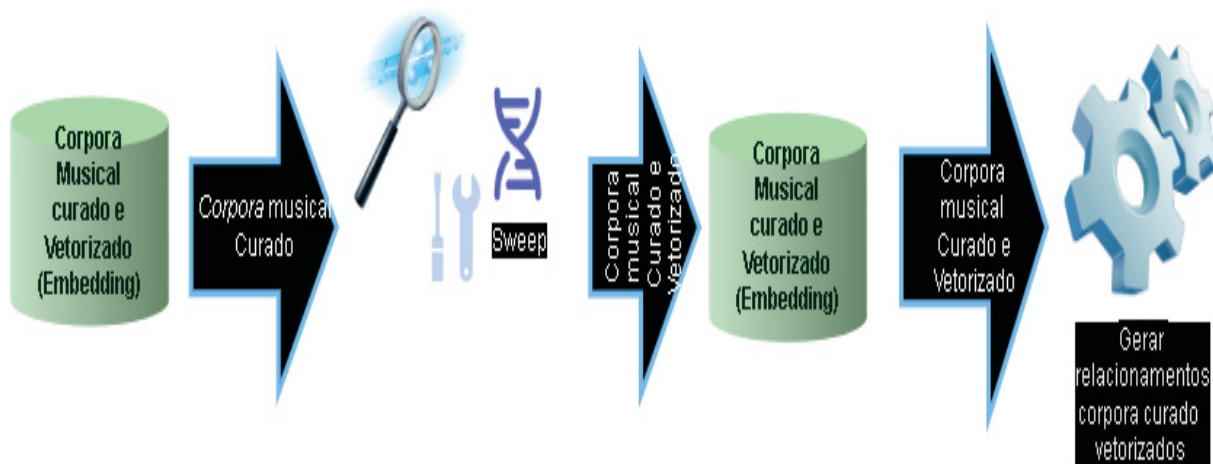 Corpora
Musical
curado e
Vetorizado
(Embedding)
Corpora musical
Curado
Sweep
Corpora
musical
Curado e
Vetorizado
Corpora
Musical
curado e
Vetorizado
(Embedding)
Corpora
musical
Curado e
Vetorizado
Gerar
relacionamentos
corpora curado
vetorizados